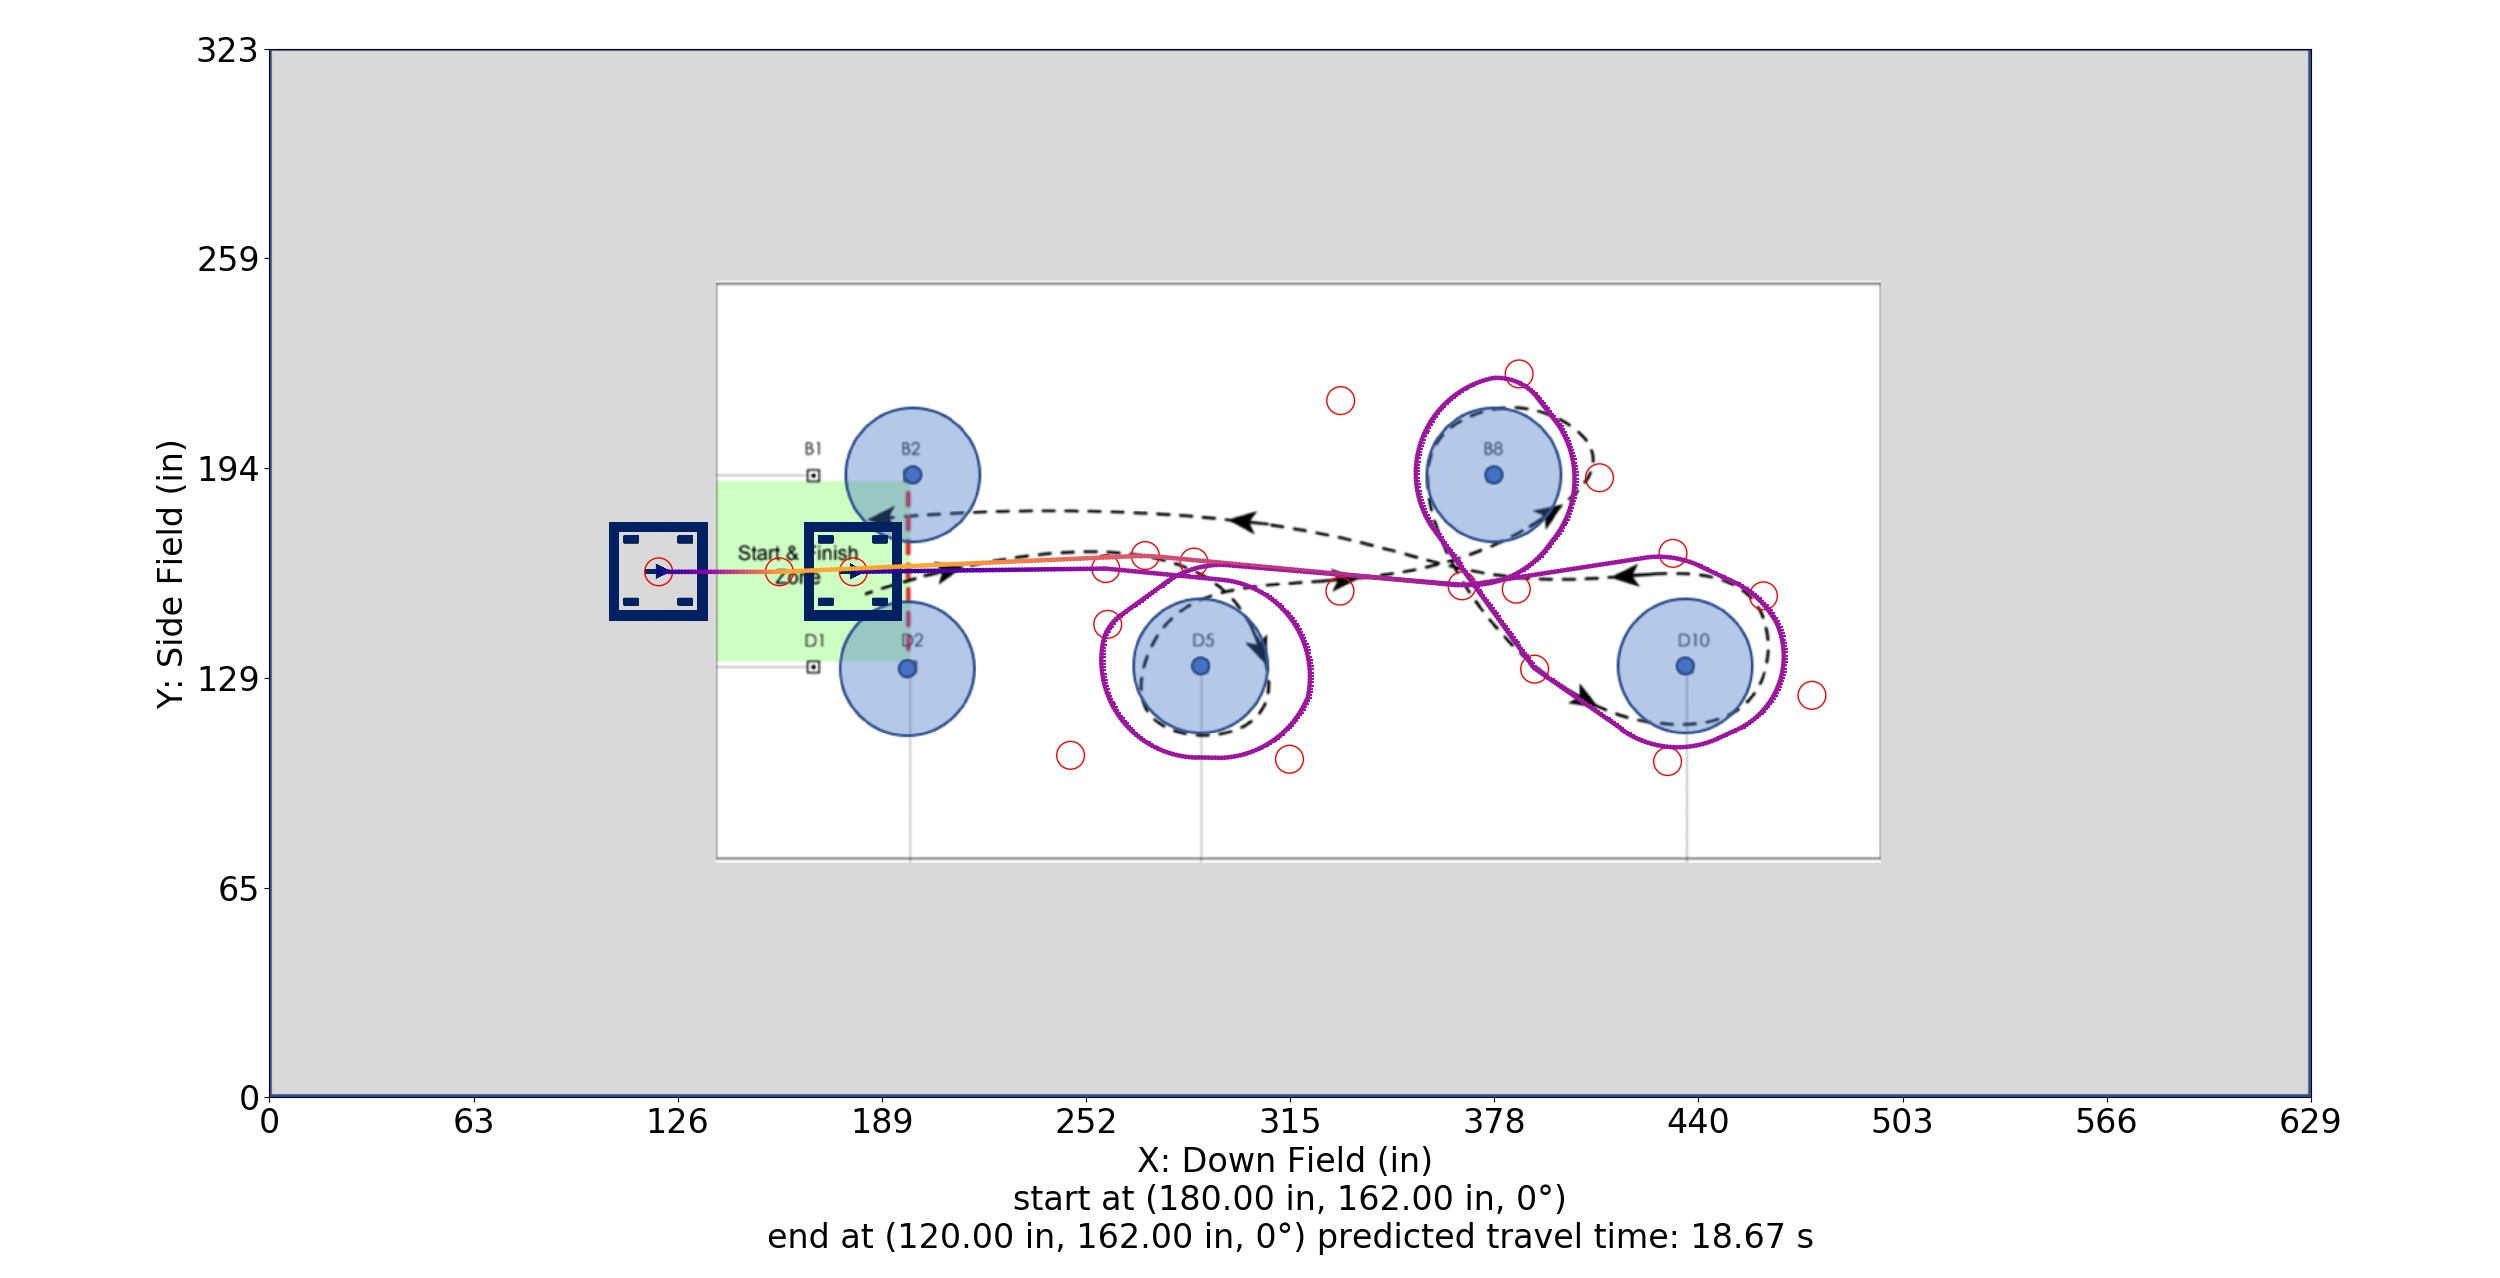 323
259
194
129
65
0
Y: Side Field (in)
B1
B2
B8
Start & Finish
Zone
D1
D2
D5
D10
0 63 126 189 252 315 378 440 503 566 629
X: Down Field (in)
start at (180.00 in, 162.00 in, 0°)
end at (120.00 in, 162.00 in, 0°) predicted travel time: 18.67 s